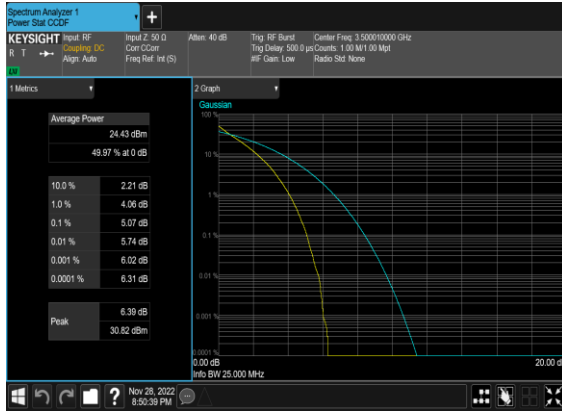 Spectrum Analyzer 1
Power Stat CCDF
+
KEYSIGHT
R T
LV
Input: RF
Coupling: DC
Align: Auto
Input Z: 50 Ω
Corr CCorr
Freq Ref: Int (S)
Atten: 40 dB
Trig: RF Burst
Trig Delay: 500.0 µs
#IF Gain: Low
Center Freq: 3.500010000 GHz
Counts: 1.00 M/1.00 Mpt
Radio Std: None
1 Metrics
Average Power
24.43 dBm
49.97 % at 0 dB
10.0 % 2.21 dB
1.0 % 4.06 dB
0.1 % 5.07 dB
0.01 % 5.74 dB
0.001 % 6.02 dB
0.0001 % 6.31 dB
Peak
6.39 dB
30.82 dBm
2 Graph
Gaussian
100 %
10 %
1 %
0.1 %
0.01 %
0.001 %
0.0001 %
0.00 dB
20.00 d
Info BW 25.000 MHz
?
Nov 28, 2022
8:50:39 PM